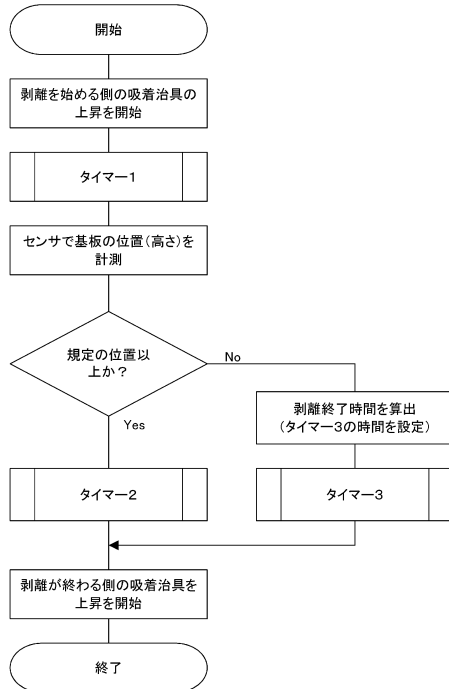 開始
剥離を始める側の吸着治具の
上昇を開始
タイマー1
センサで基板の位置(高さ)を
計測
規定の位置以
上か?
No
Yes
剥離終了時間を算出
(タイマー3の時間を設定)
タイマー2
タイマー3
剥離が終わる側の吸着治具を
上昇を開始
終了